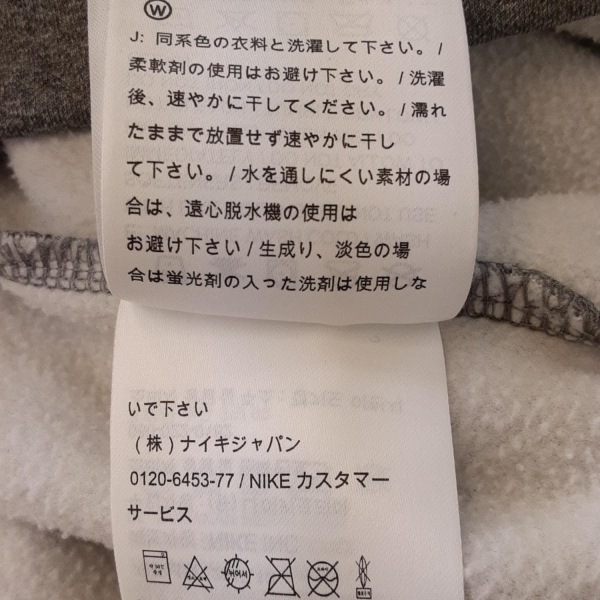 W
J: 同系色の衣料と洗濯して下さい。/
柔軟剤の使用はお避け下さい。/洗濯
後、速やかに干してください。/濡れ
たままで放置せず速やかに干し
て下さい。/水を通しにくい素材の場
合は、遠心脱水機の使用は
お避け下さい/生成り、淡色の場
合は蛍光剤の入った洗剤は使用しな
いで下さい
(株)ナイキジャパン
0120-6453-77 / NIKE カスタマー
サービス